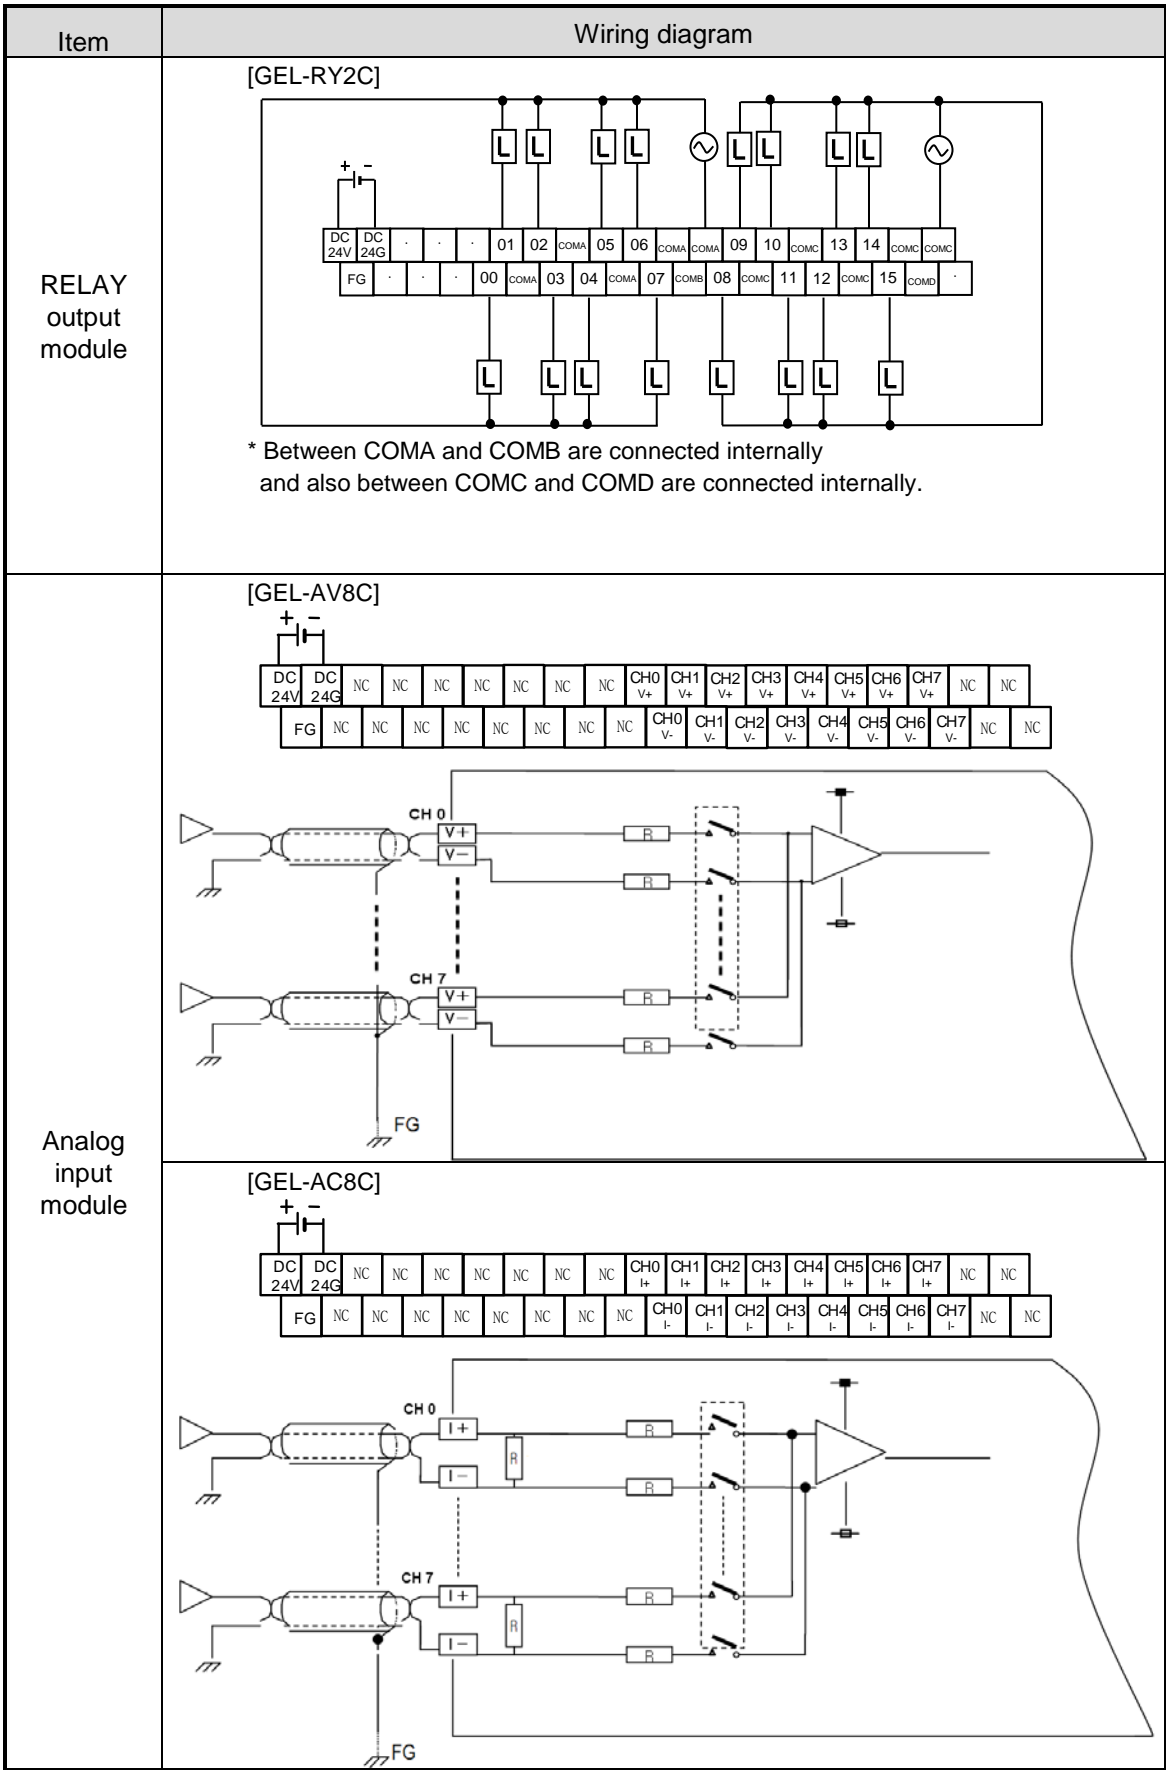 Item
Wiring diagram
RELAY
output
module
[GEL-RY2C]
L L L L L L L L
+ -
DC 24V DC 24G · · · 01 02 COMA 05 06 COMA COMA 09 10 COMC 13 14 COMC COMC
FG · · · 00 COMA 03 04 COMA 07 COMB 08 COMC 11 12 COMC 15 COMD ·
L L L L L L L L
* Between COMA and COMB are connected internally
and also between COMC and COMD are connected internally.
Analog
input
module
[GEL-AV8C]
+ -
DC 24V DC 24G NC NC NC NC NC NC NC CH0 V+ CH1 V+ CH2 V+ CH3 V+ CH4 V+ CH5 V+ CH6 V+ CH7 V+ NC NC
FG NC NC NC NC NC NC NC NC CH0 V- CH1 V- CH2 V- CH3 V- CH4 V- CH5 V- CH6 V- CH7 V- NC NC
CH 0
V+ R
V- R
CH 7
V+ R
V- R
FG
[GEL-AC8C]
+ -
DC 24V DC 24G NC NC NC NC NC NC NC CH0 I+ CH1 I+ CH2 I+ CH3 I+ CH4 I+ CH5 I+ CH6 I+ CH7 I+ NC NC
FG NC NC NC NC NC NC NC NC CH0 I- CH1 I- CH2 I- CH3 I- CH4 I- CH5 I- CH6 I- CH7 I- NC NC
CH 0
I+ R
R
I- R
CH 7
I+ R
R
I- R
FG